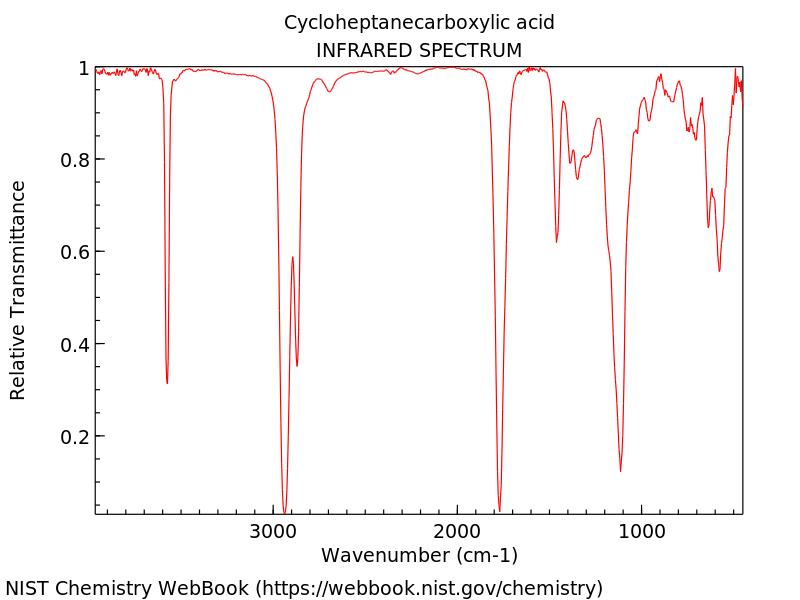 Cycloheptanecarboxylic acid
INFRARED SPECTRUM
1
0.8
0.6
0.4
0.2
Relative Transmittance
3000 2000 1000
Wavenumber (cm-1)
NIST Chemistry WebBook (https://webbook.nist.gov/chemistry)